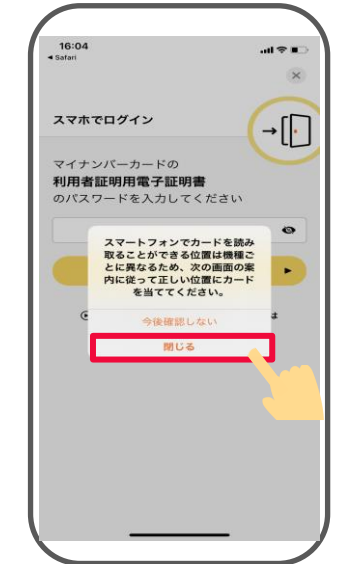 16:04
◀ Safari
スマホでログイン
マイナンバーカードの
利用者証明用電子証明書
のパスワードを入力してください
スマートフォンでカードを読み
取ることができる位置は機種ご
とに異なるため、次の画面の案
内に従って正しい位置にカード
を当ててください。
今後確認しない
閉じる